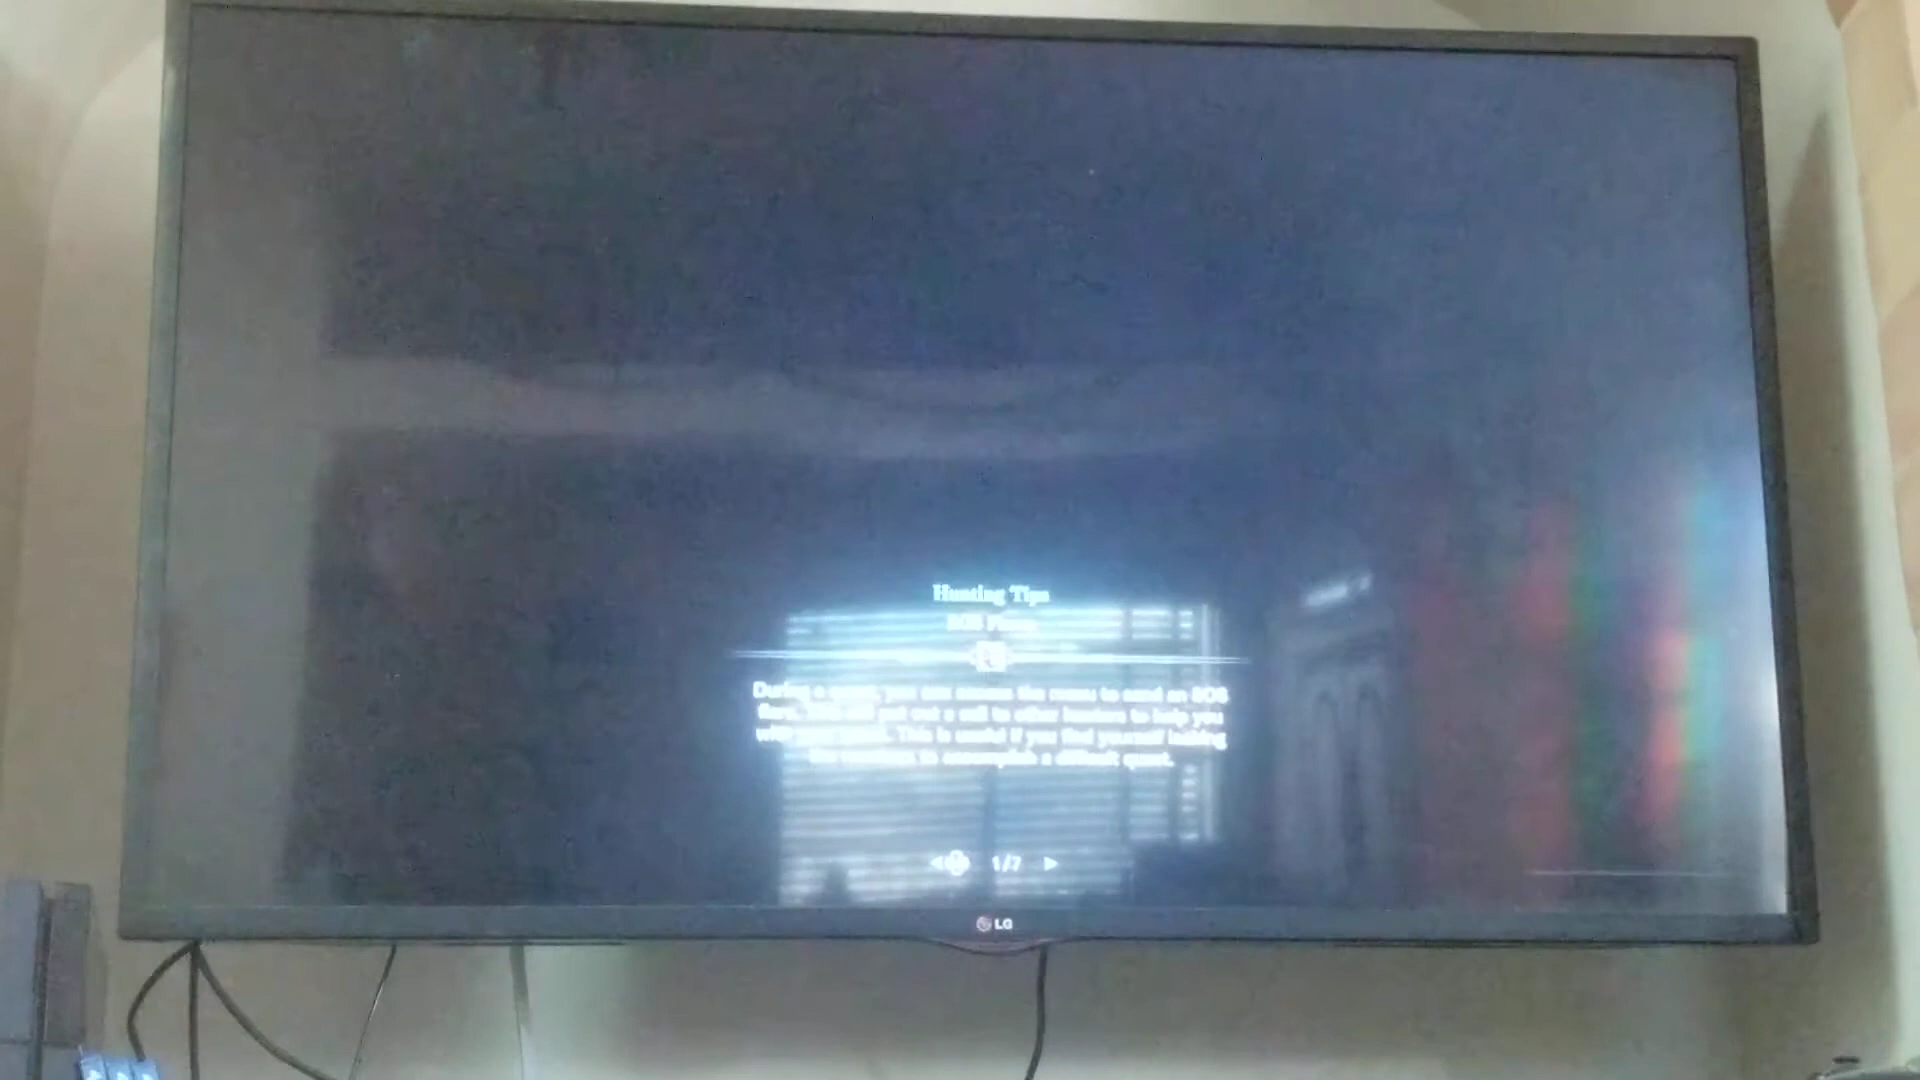 Hunting Tips
SOS Flares
During a quest, you can access the menu to send an SOS
flare. This will put out a call to other hunters to help you
with your quest. This is useful if you find yourself lacking
the numbers to accomplish a difficult quest.
1/7
LG